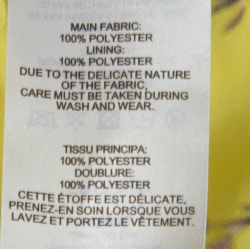 MAIN FABRIC:
100% POLYESTER
LINING:
100% POLYESTER
DUE TO THE DELICATE NATURE
OF THE FABRIC,
CARE MUST BE TAKEN DURING
WASH AND WEAR.
TISSU PRINCIPA:
100% POLYESTER
DOUBLURE:
100% POLYESTER
CETTE ÉTOFFE EST DÉLICATE,
PRENEZ-EN SOIN LORSQUE VOUS
LAVEZ ET PORTEZ LE VÊTEMENT.